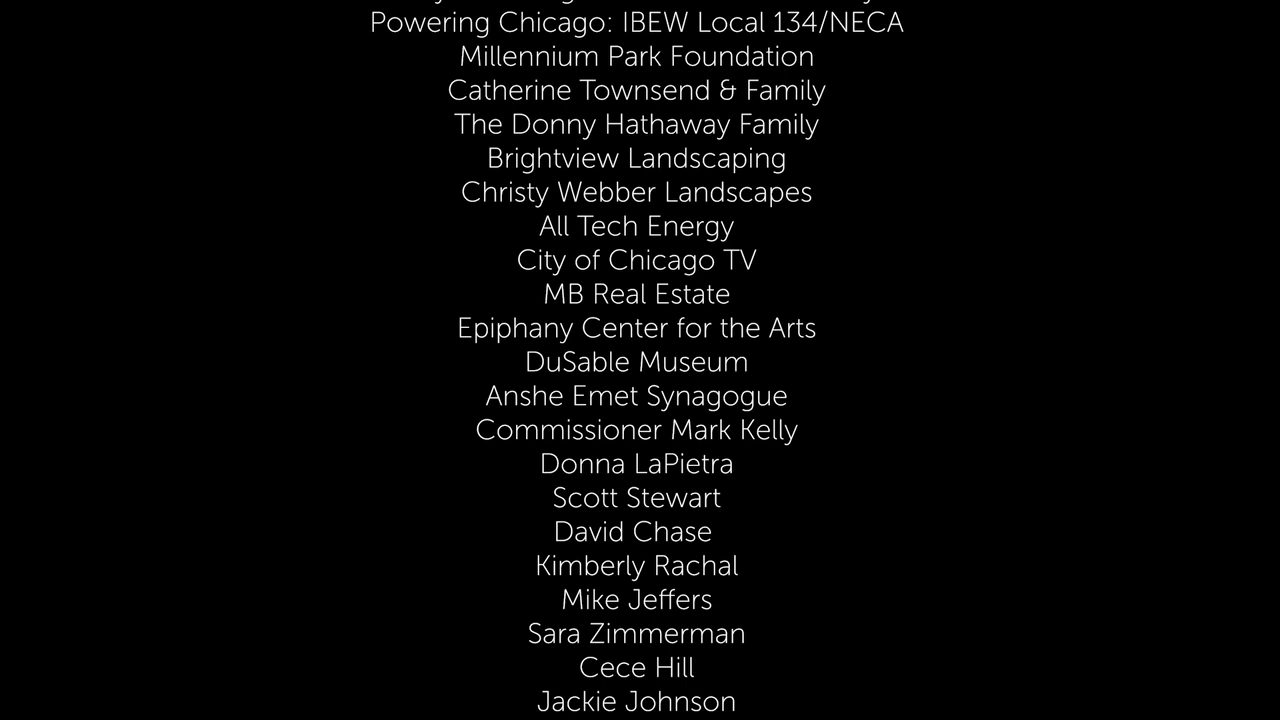 Powering Chicago: IBEW Local 134/NECA
Millennium Park Foundation
Catherine Townsend & Family
The Donny Hathaway Family
Brightview Landscaping
Christy Webber Landscapes
All Tech Energy
City of Chicago TV
MB Real Estate
Epiphany Center for the Arts
DuSable Museum
Anshe Emet Synagogue
Commissioner Mark Kelly
Donna LaPietra
Scott Stewart
David Chase
Kimberly Rachal
Mike Jeffers
Sara Zimmerman
Cece Hill
Jackie Johnson